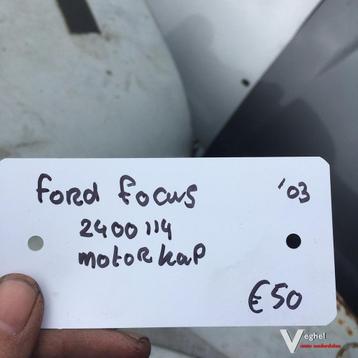 Ford Focus '03
2400114
motorkap
€50
Veghel